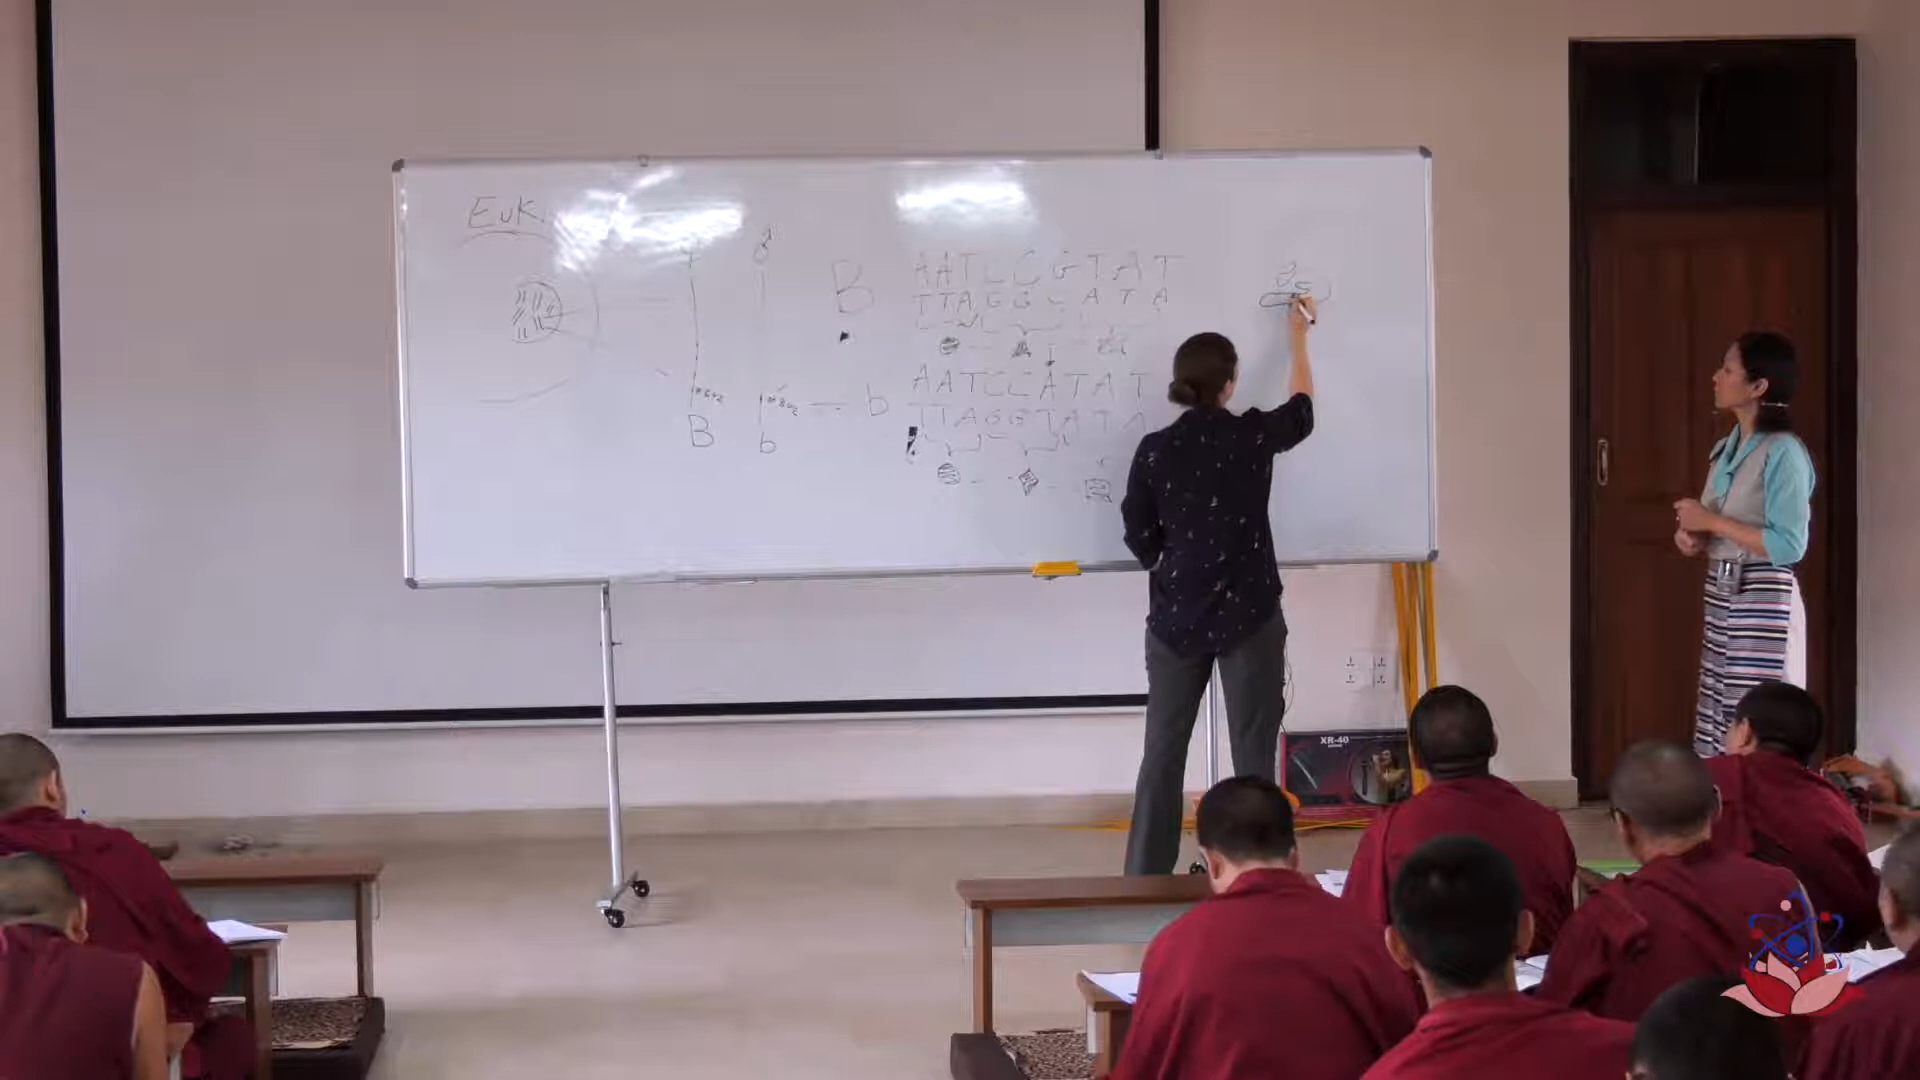 Euk.
B
AATCCGTAT
TTAGGCATA
b
AATCCATAT
TTAGGTATA
B
b
XR-40